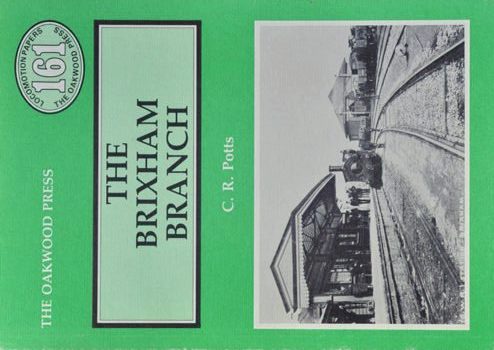 LOCOMOTION PAPERS
161
THE OAKWOOD PRESS
THE OAKWOOD PRESS
THE
BRIXHAM
BRANCH
C. R. Potts